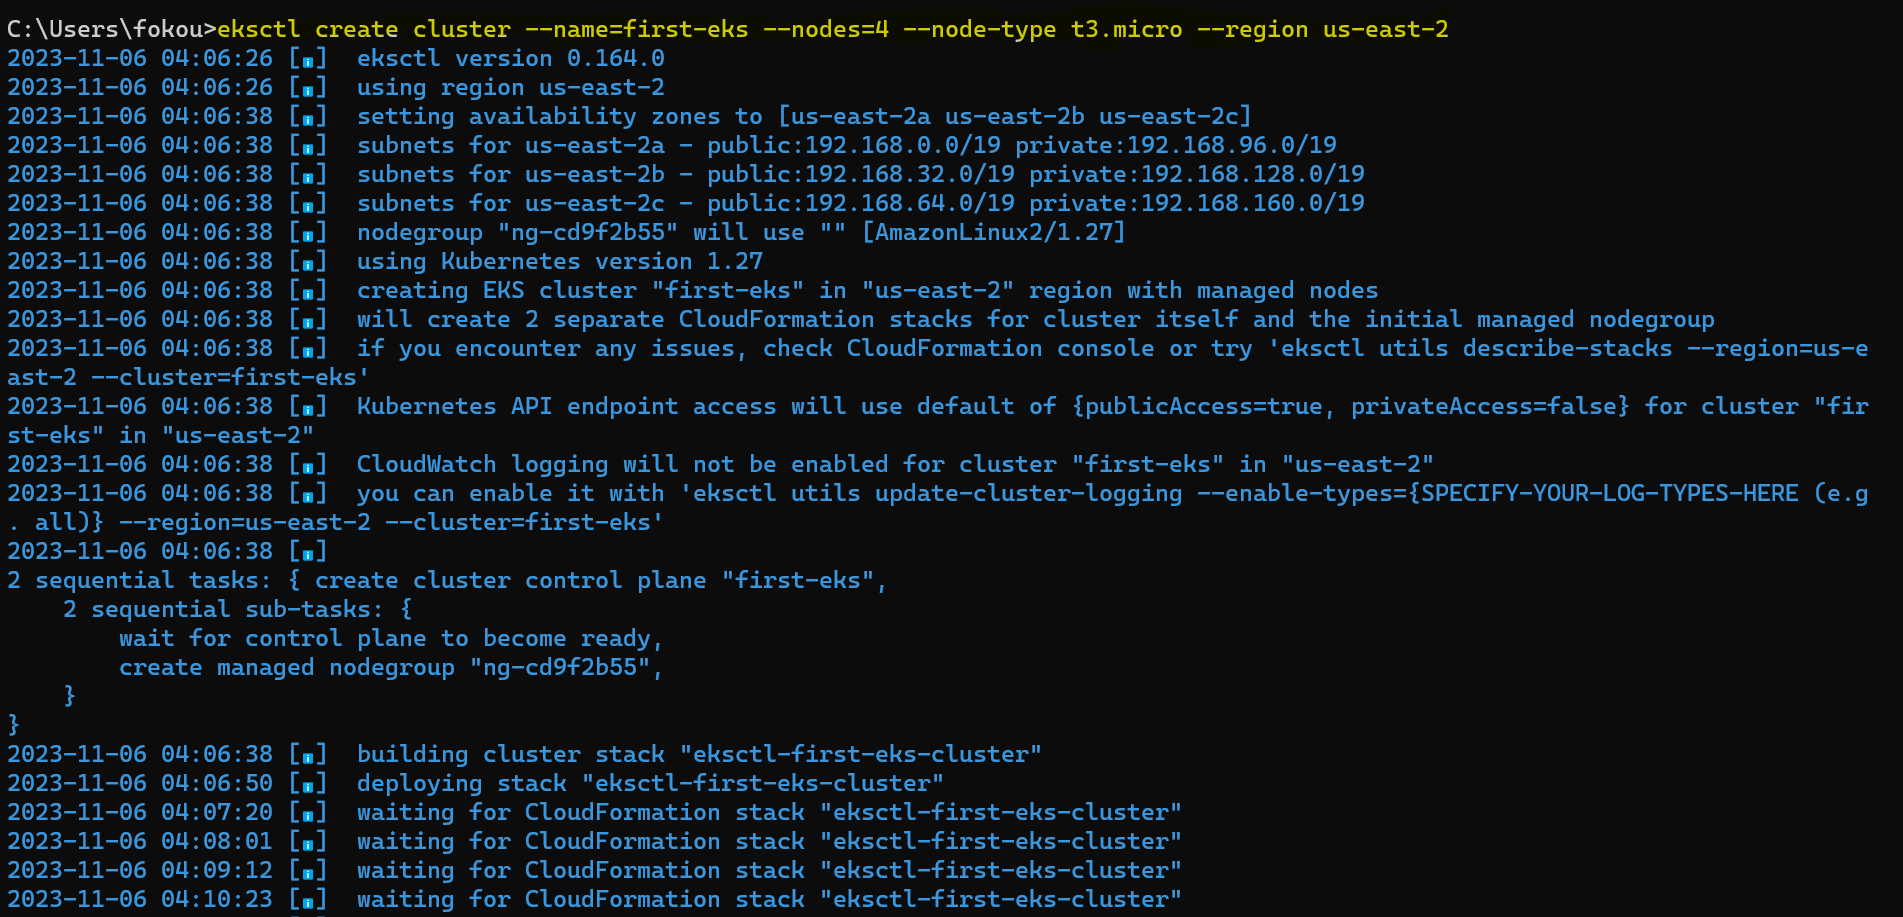 C:\Users\fokou>eksctl create cluster --name=first-eks --nodes=4 --node-type t3.micro --region us-east-2
2023-11-06 04:06:26 [ℹ]  eksctl version 0.164.0
2023-11-06 04:06:26 [ℹ]  using region us-east-2
2023-11-06 04:06:38 [ℹ]  setting availability zones to [us-east-2a us-east-2b us-east-2c]
2023-11-06 04:06:38 [ℹ]  subnets for us-east-2a - public:192.168.0.0/19 private:192.168.96.0/19
2023-11-06 04:06:38 [ℹ]  subnets for us-east-2b - public:192.168.32.0/19 private:192.168.128.0/19
2023-11-06 04:06:38 [ℹ]  subnets for us-east-2c - public:192.168.64.0/19 private:192.168.160.0/19
2023-11-06 04:06:38 [ℹ]  nodegroup "ng-cd9f2b55" will use "" [AmazonLinux2/1.27]
2023-11-06 04:06:38 [ℹ]  using Kubernetes version 1.27
2023-11-06 04:06:38 [ℹ]  creating EKS cluster "first-eks" in "us-east-2" region with managed nodes
2023-11-06 04:06:38 [ℹ]  will create 2 separate CloudFormation stacks for cluster itself and the initial managed nodegroup
2023-11-06 04:06:38 [ℹ]  if you encounter any issues, check CloudFormation console or try 'eksctl utils describe-stacks --region=us-e
ast-2 --cluster=first-eks'
2023-11-06 04:06:38 [ℹ]  Kubernetes API endpoint access will use default of {publicAccess=true, privateAccess=false} for cluster "fir
st-eks" in "us-east-2"
2023-11-06 04:06:38 [ℹ]  CloudWatch logging will not be enabled for cluster "first-eks" in "us-east-2"
2023-11-06 04:06:38 [ℹ]  you can enable it with 'eksctl utils update-cluster-logging --enable-types={SPECIFY-YOUR-LOG-TYPES-HERE (e.g
. all)} --region=us-east-2 --cluster=first-eks'
2023-11-06 04:06:38 [ℹ]
2 sequential tasks: { create cluster control plane "first-eks",
    2 sequential sub-tasks: {
        wait for control plane to become ready,
        create managed nodegroup "ng-cd9f2b55",
    }
}
2023-11-06 04:06:38 [ℹ]  building cluster stack "eksctl-first-eks-cluster"
2023-11-06 04:06:50 [ℹ]  deploying stack "eksctl-first-eks-cluster"
2023-11-06 04:07:20 [ℹ]  waiting for CloudFormation stack "eksctl-first-eks-cluster"
2023-11-06 04:08:01 [ℹ]  waiting for CloudFormation stack "eksctl-first-eks-cluster"
2023-11-06 04:09:12 [ℹ]  waiting for CloudFormation stack "eksctl-first-eks-cluster"
2023-11-06 04:10:23 [ℹ]  waiting for CloudFormation stack "eksctl-first-eks-cluster"